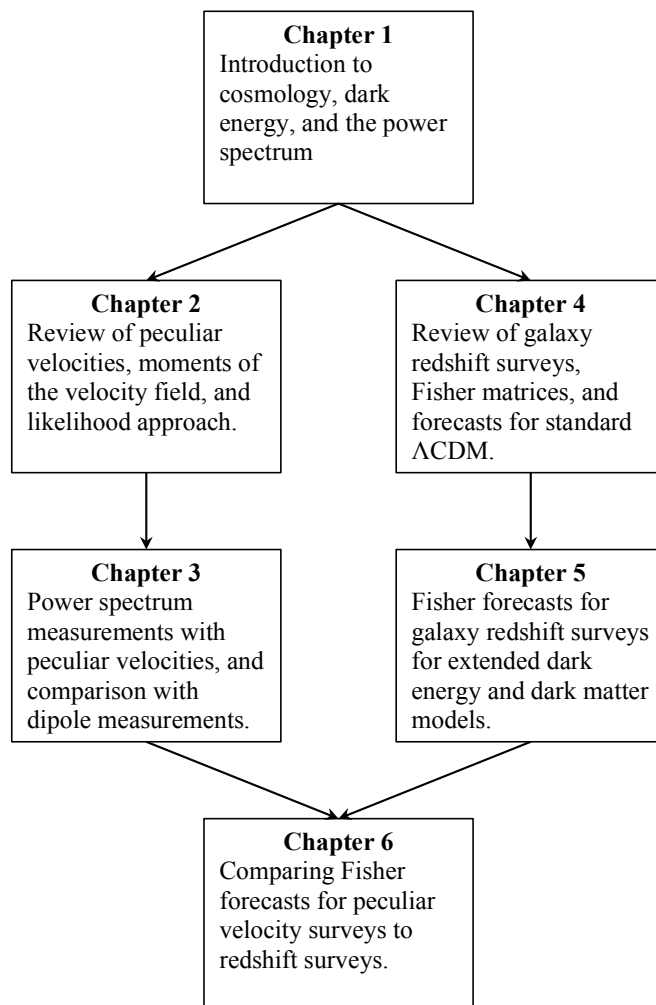 Chapter 1
Introduction to
cosmology, dark
energy, and the power
spectrum
Chapter 2
Review of peculiar
velocities, moments of
the velocity field, and
likelihood approach.
Chapter 4
Review of galaxy
redshift surveys,
Fisher matrices, and
forecasts for standard
ΛCDM.
Chapter 3
Power spectrum
measurements with
peculiar velocities, and
comparison with
dipole measurements.
Chapter 5
Fisher forecasts for
galaxy redshift surveys
for extended dark
energy and dark matter
models.
Chapter 6
Comparing Fisher
forecasts for peculiar
velocity surveys to
redshift surveys.